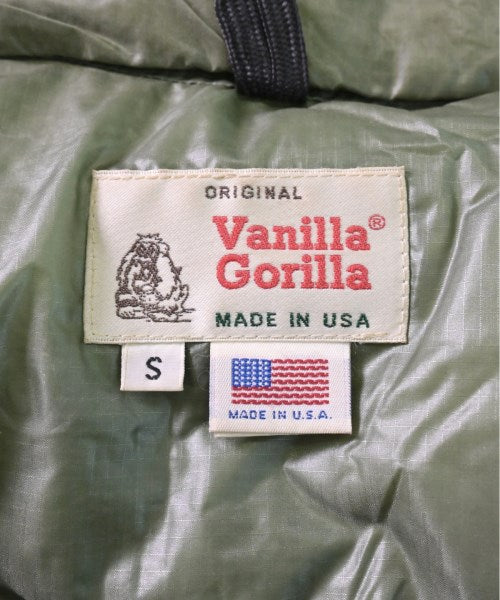 ORIGINAL
Vanilla®
Gorilla
MADE IN USA
S
MADE IN U.S.A.